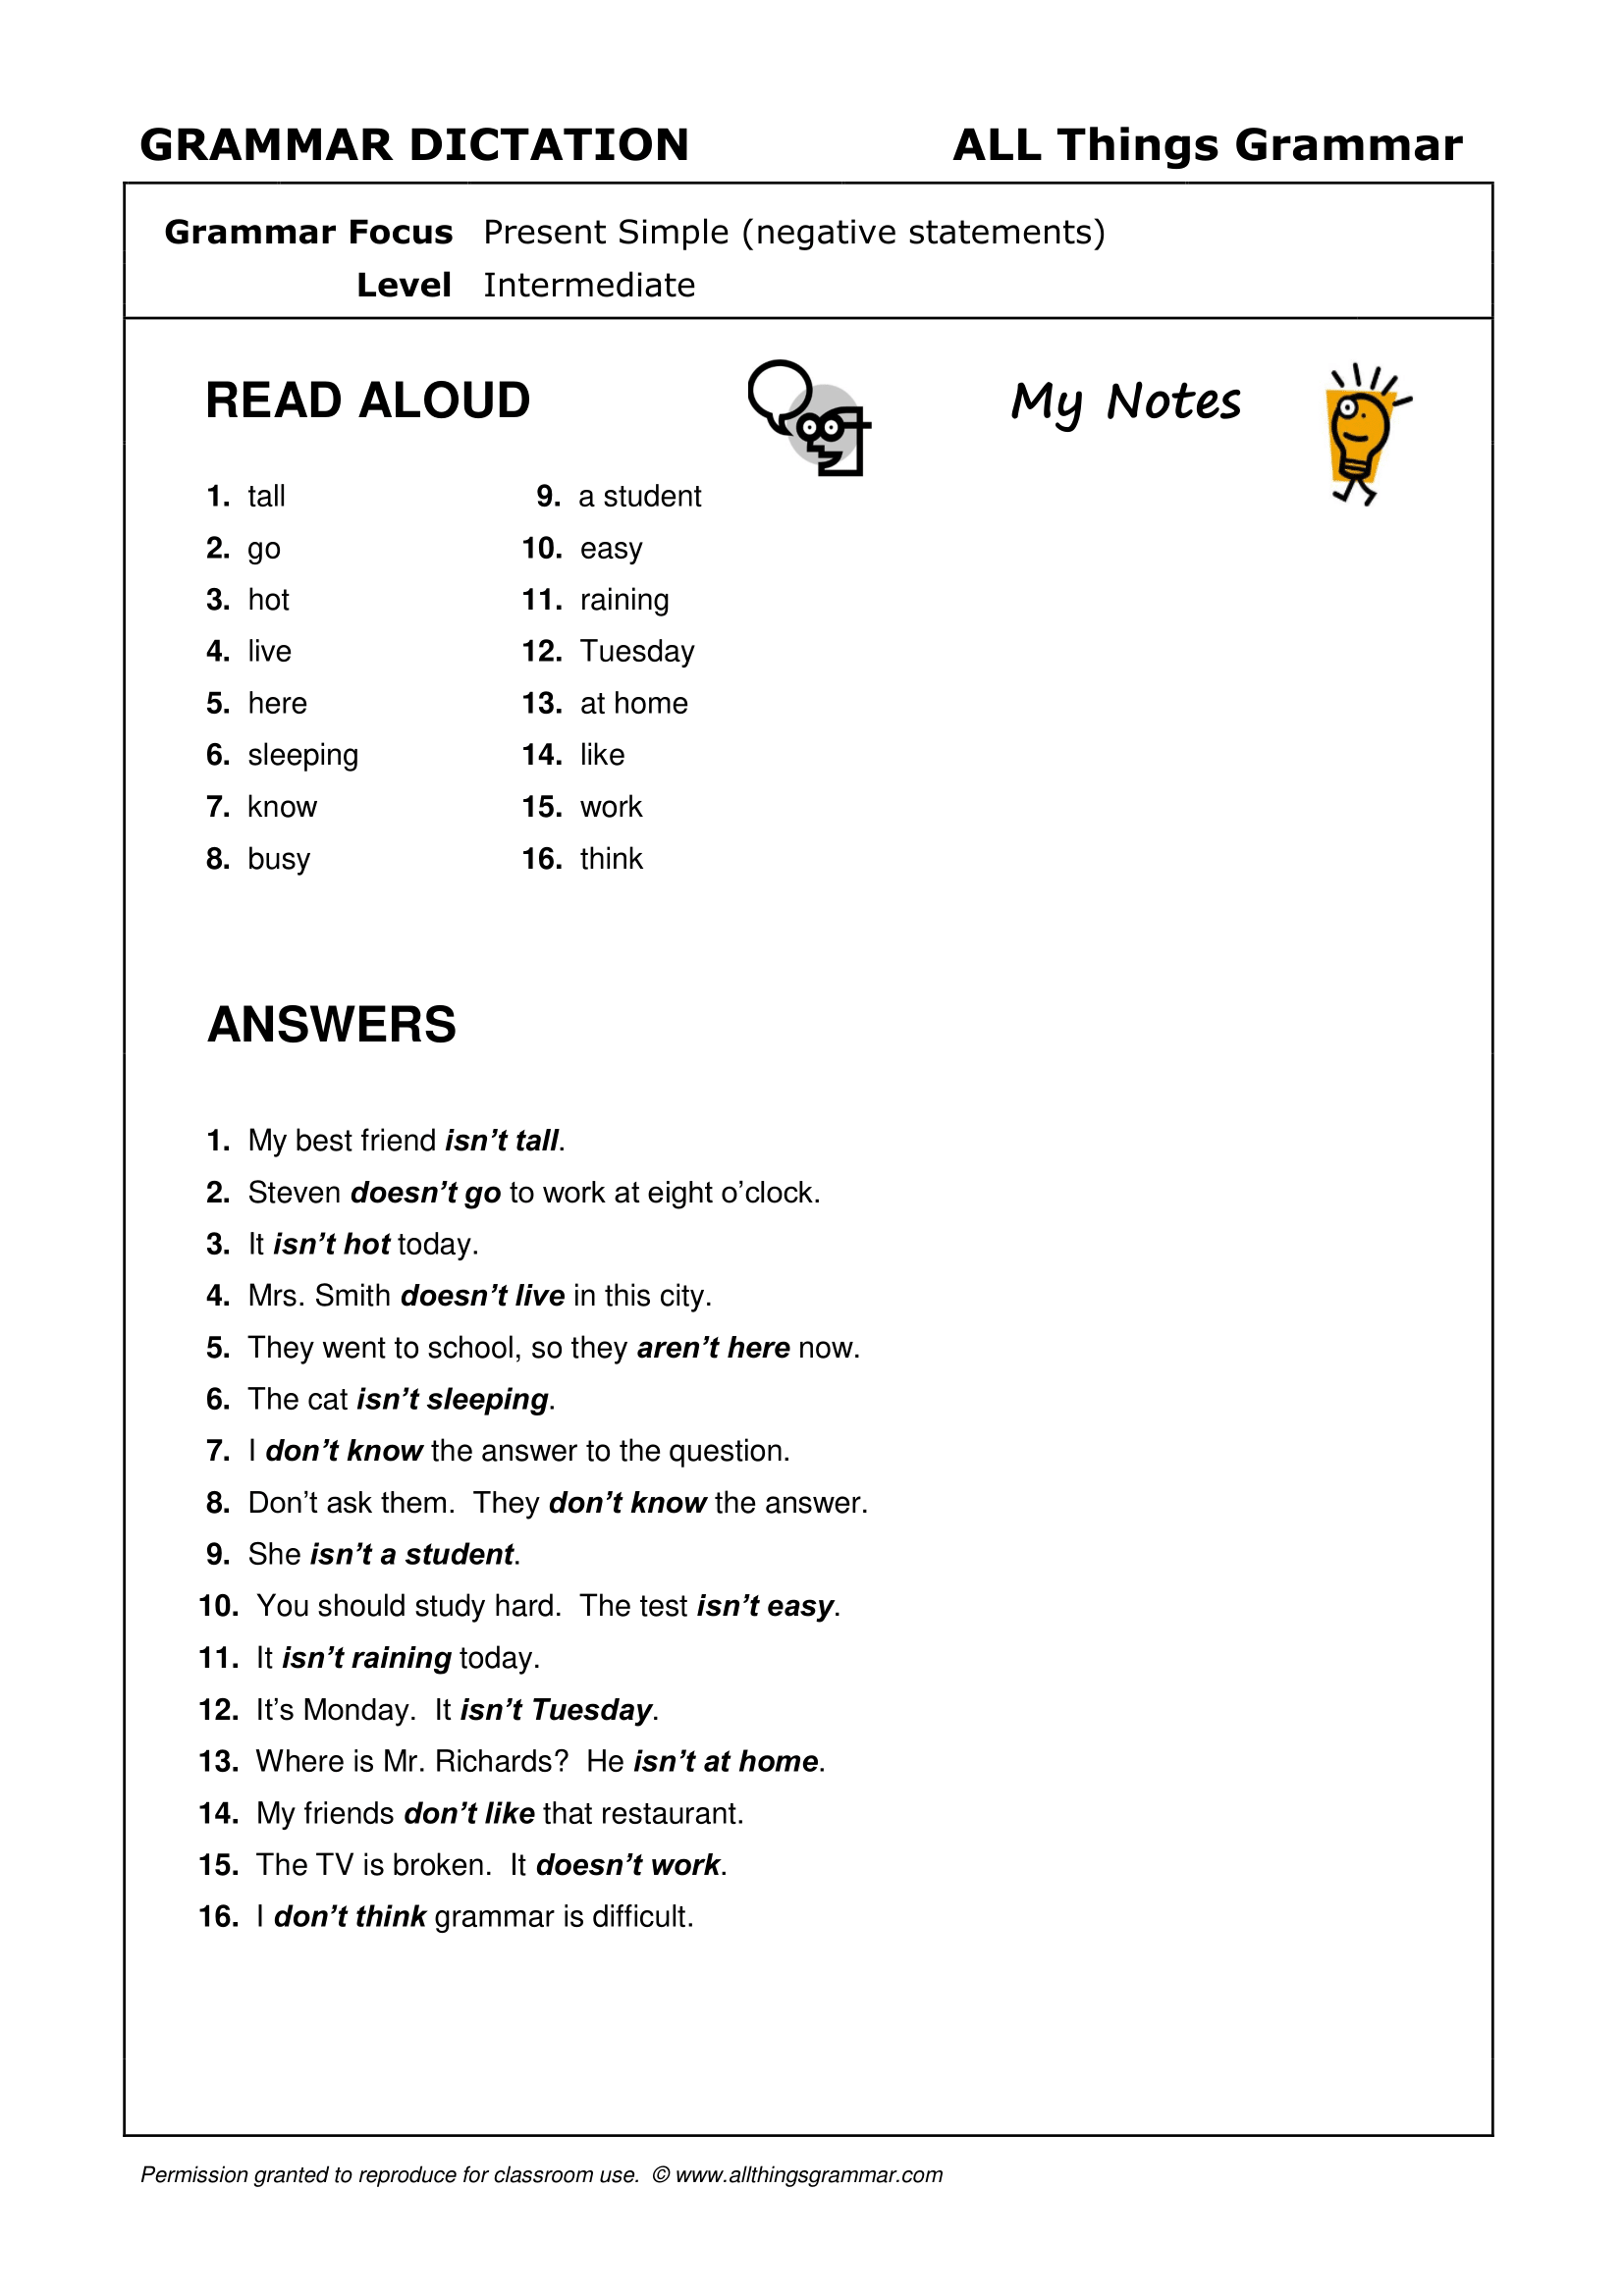 GRAMMAR DICTATION ALL Things Grammar
Grammar Focus Present Simple (negative statements)
Level Intermediate
READ ALOUD My Notes
1. tall 9. a student
2. go 10. easy
3. hot 11. raining
4. live 12. Tuesday
5. here 13. at home
6. sleeping 14. like
7. know 15. work
8. busy 16. think
ANSWERS
1. My best friend isn’t tall.
2. Steven doesn’t go to work at eight o’clock.
3. It isn’t hot today.
4. Mrs. Smith doesn’t live in this city.
5. They went to school, so they aren’t here now.
6. The cat isn’t sleeping.
7. I don’t know the answer to the question.
8. Don’t ask them. They don’t know the answer.
9. She isn’t a student.
10. You should study hard. The test isn’t easy.
11. It isn’t raining today.
12. It’s Monday. It isn’t Tuesday.
13. Where is Mr. Richards? He isn’t at home.
14. My friends don’t like that restaurant.
15. The TV is broken. It doesn’t work.
16. I don’t think grammar is difficult.
Permission granted to reproduce for classroom use. © www.allthingsgrammar.com